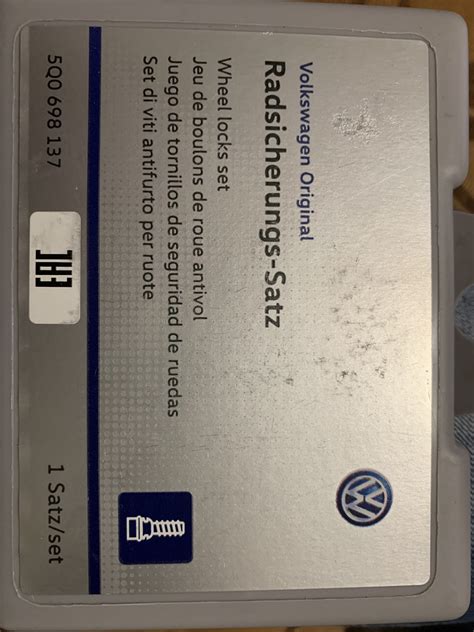 Volkswagen Original
Radsicherungs-Satz
Wheel locks set
Jeu de boulons de roue antivol
Juego de tornillos de seguridad de ruedas
Set di viti antifurto per ruote
5Q0 698 137
1 Satz/set